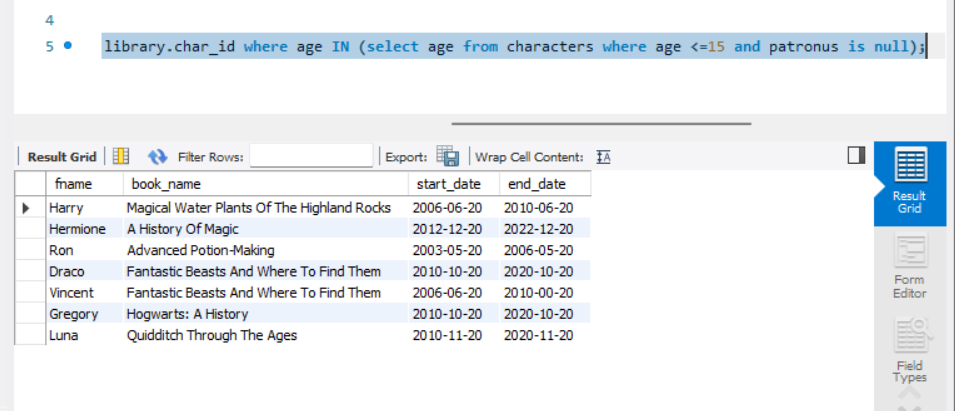 4
5 library.char_id where age IN (select age from characters where age <=15 and patronus is null);
Result Grid Filter Rows: Export: Wrap Cell Content:
fname book_name start_date end_date
Harry Magical Water Plants Of The Highland Rocks 2006-06-20 2010-06-20
Hermione A History Of Magic 2012-12-20 2022-12-20
Ron Advanced Potion-Making 2003-05-20 2006-05-20
Draco Fantastic Beasts And Where To Find Them 2010-10-20 2020-10-20
Vincent Fantastic Beasts And Where To Find Them 2006-06-20 2010-00-20
Gregory Hogwarts: A History 2010-10-20 2020-10-20
Luna Quidditch Through The Ages 2010-11-20 2020-11-20
Result
Grid
Form
Editor
Field
Types